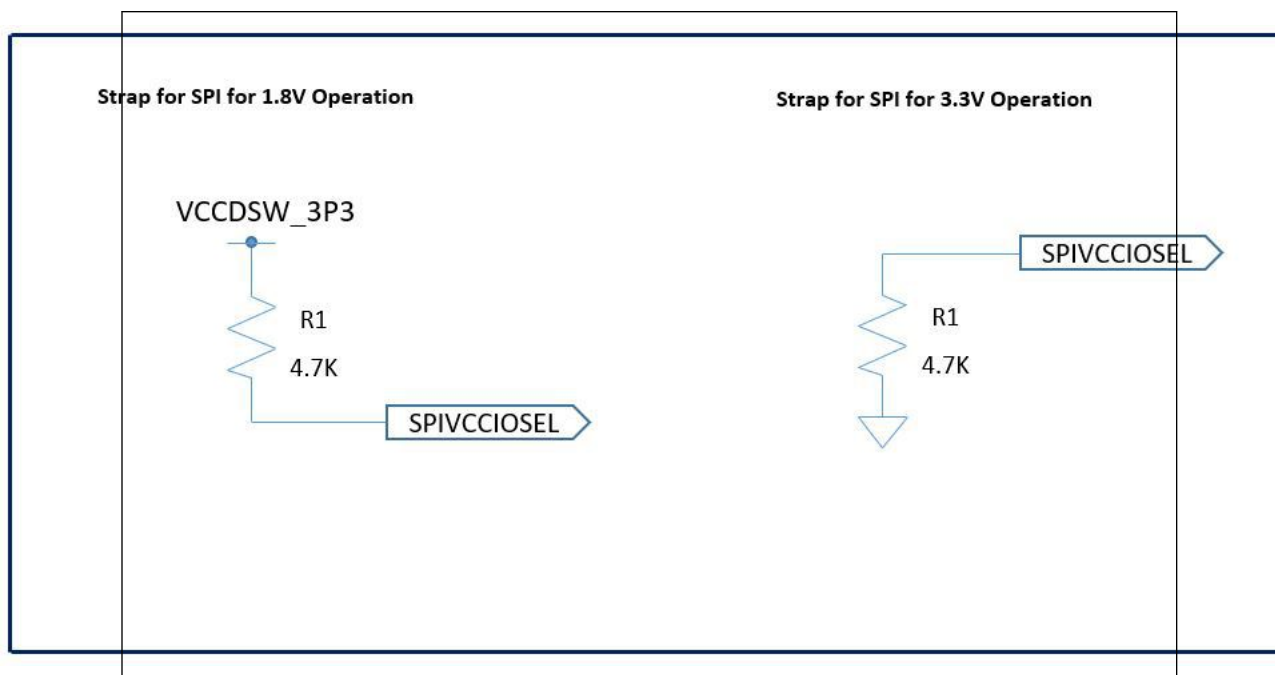 Strap for SPI for 1.8V Operation
Strap for SPI for 3.3V Operation
VCCDSW_3P3
R1
4.7K
SPIVCCIOSEL
SPIVCCIOSEL
R1
4.7K